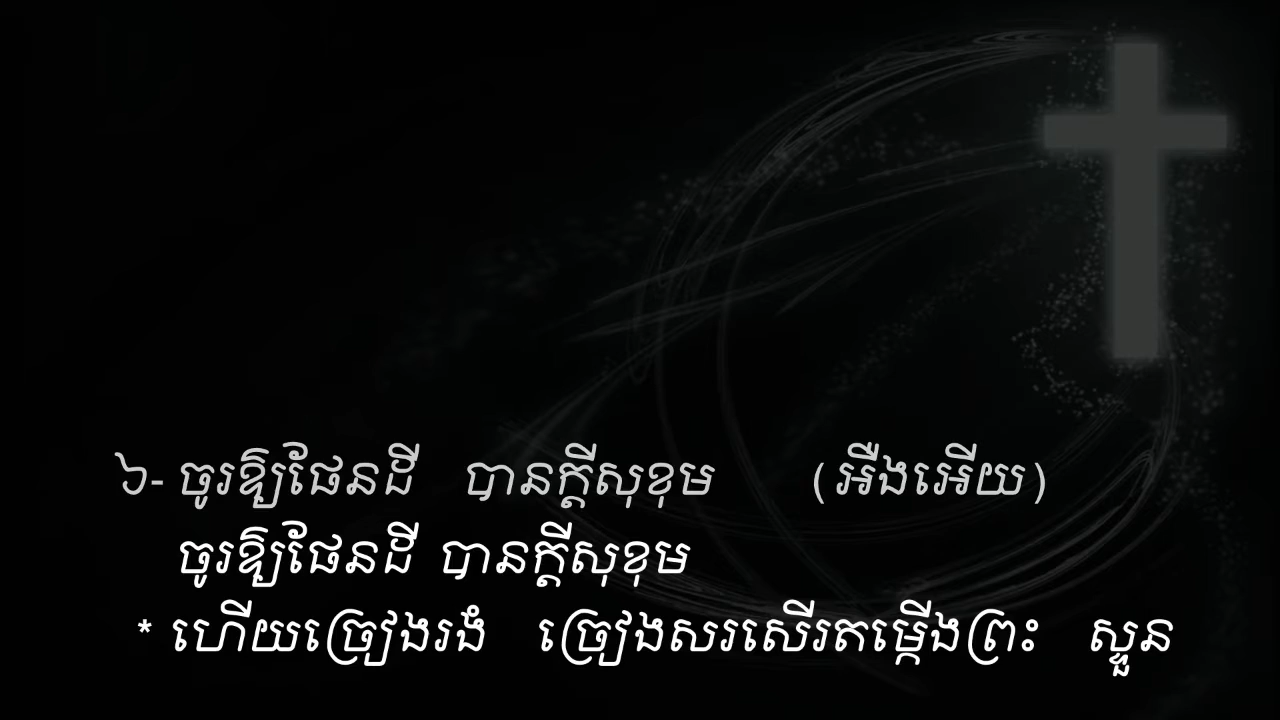 ៦- ចូរឱ្យផែនដី បានក្ដីសុខុម (អឺងអើយ)
ចូរឱ្យផែនដី បានក្ដីសុខុម
* ហើយច្រៀងរងំ ច្រៀងសរសើរតម្កើងព្រះ ស្ទួន